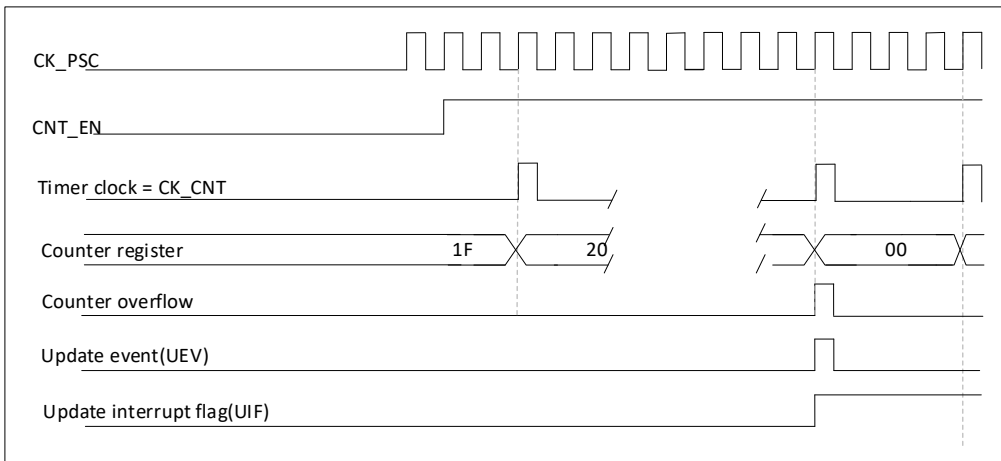 CK_PSC
CNT_EN
Timer clock = CK_CNT
Counter register 1F 20 00
Counter overflow
Update event(UEV)
Update interrupt flag(UIF)